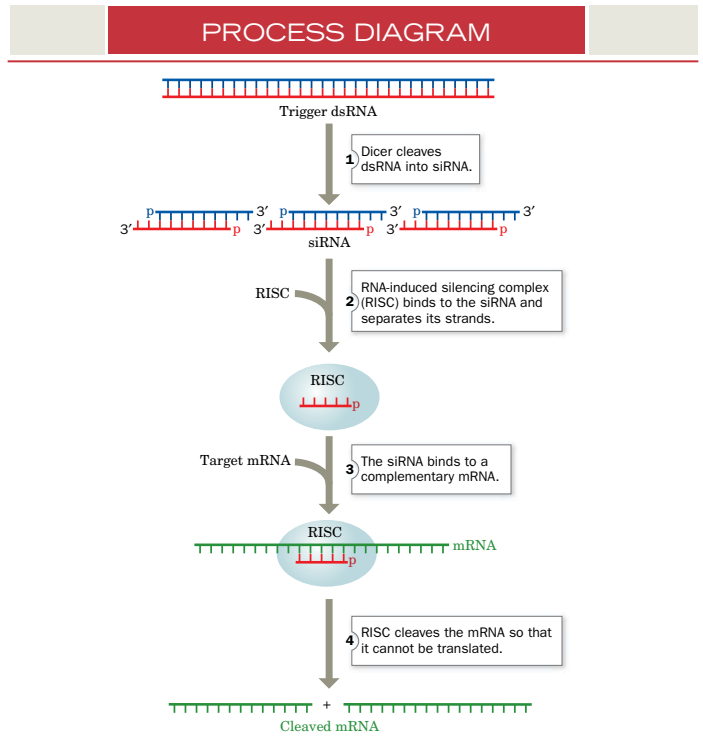 PROCESS DIAGRAM
Trigger dsRNA
1 Dicer cleaves
dsRNA into siRNA.
p 3′ p 3′ p 3′
3′ p 3′ p 3′ p
siRNA
RISC
2 RNA-induced silencing complex
(RISC) binds to the siRNA and
separates its strands.
RISC
p
Target mRNA
3 The siRNA binds to a
complementary mRNA.
RISC
mRNA
p
4 RISC cleaves the mRNA so that
it cannot be translated.
+
Cleaved mRNA